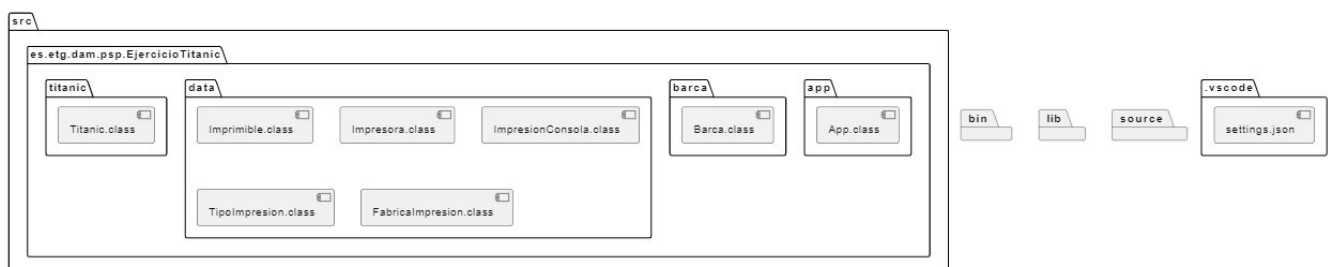 src
es.etg.dam.psp.EjercicioTitanic
titanic
Titanic.class
data
Imprimible.class
Impresora.class
ImpresionConsola.class
TipoImpresion.class
FabricaImpresion.class
barca
Barca.class
app
App.class
bin
lib
source
.vscode
settings.json